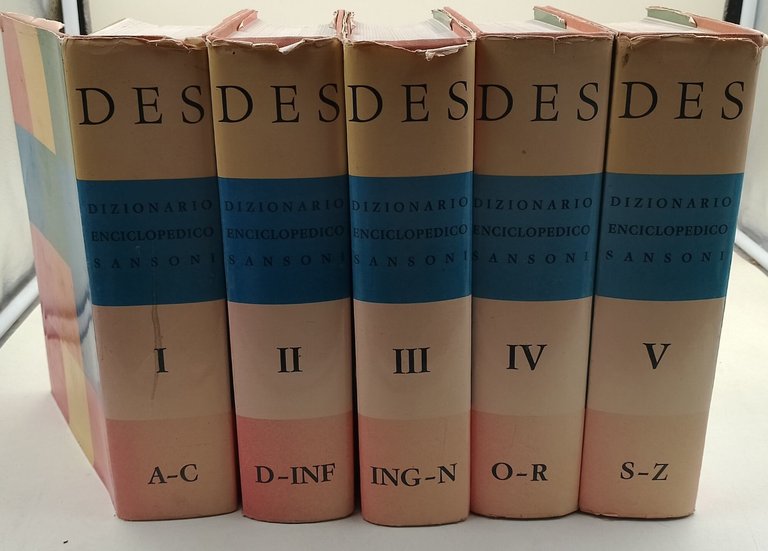 DES
DIZIONARIO
ENCICLOPEDICO
SANSONI
I
A-C
DES
DIZIONARIO
ENCICLOPEDICO
SANSONI
II
D-INF
DES
DIZIONARIO
ENCICLOPEDICO
SANSONI
III
ING-N
DES
DIZIONARIO
ENCICLOPEDICO
SANSONI
IV
O-R
DES
DIZIONARIO
ENCICLOPEDICO
SANSONI
V
S-Z